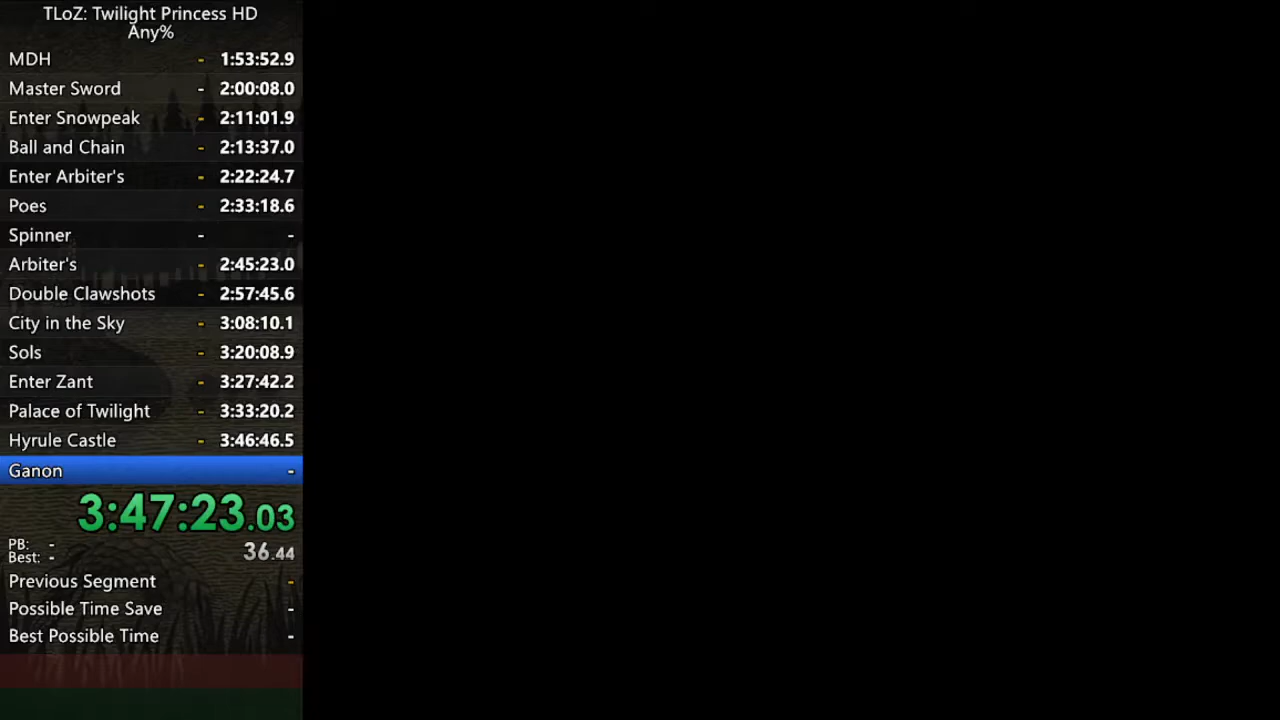 TLoZ: Twilight Princess HD
Any%
MDH - 1:53:52.9
Master Sword - 2:00:08.0
Enter Snowpeak - 2:11:01.9
Ball and Chain - 2:13:37.0
Enter Arbiter's - 2:22:24.7
Poes - 2:33:18.6
Spinner - -
Arbiter's - 2:45:23.0
Double Clawshots - 2:57:45.6
City in the Sky - 3:08:10.1
Sols - 3:20:08.9
Enter Zant - 3:27:42.2
Palace of Twilight - 3:33:20.2
Hyrule Castle - 3:46:46.5
Ganon -
3:47:23.03
PB: - 36.44
Best: -
Previous Segment -
Possible Time Save -
Best Possible Time -